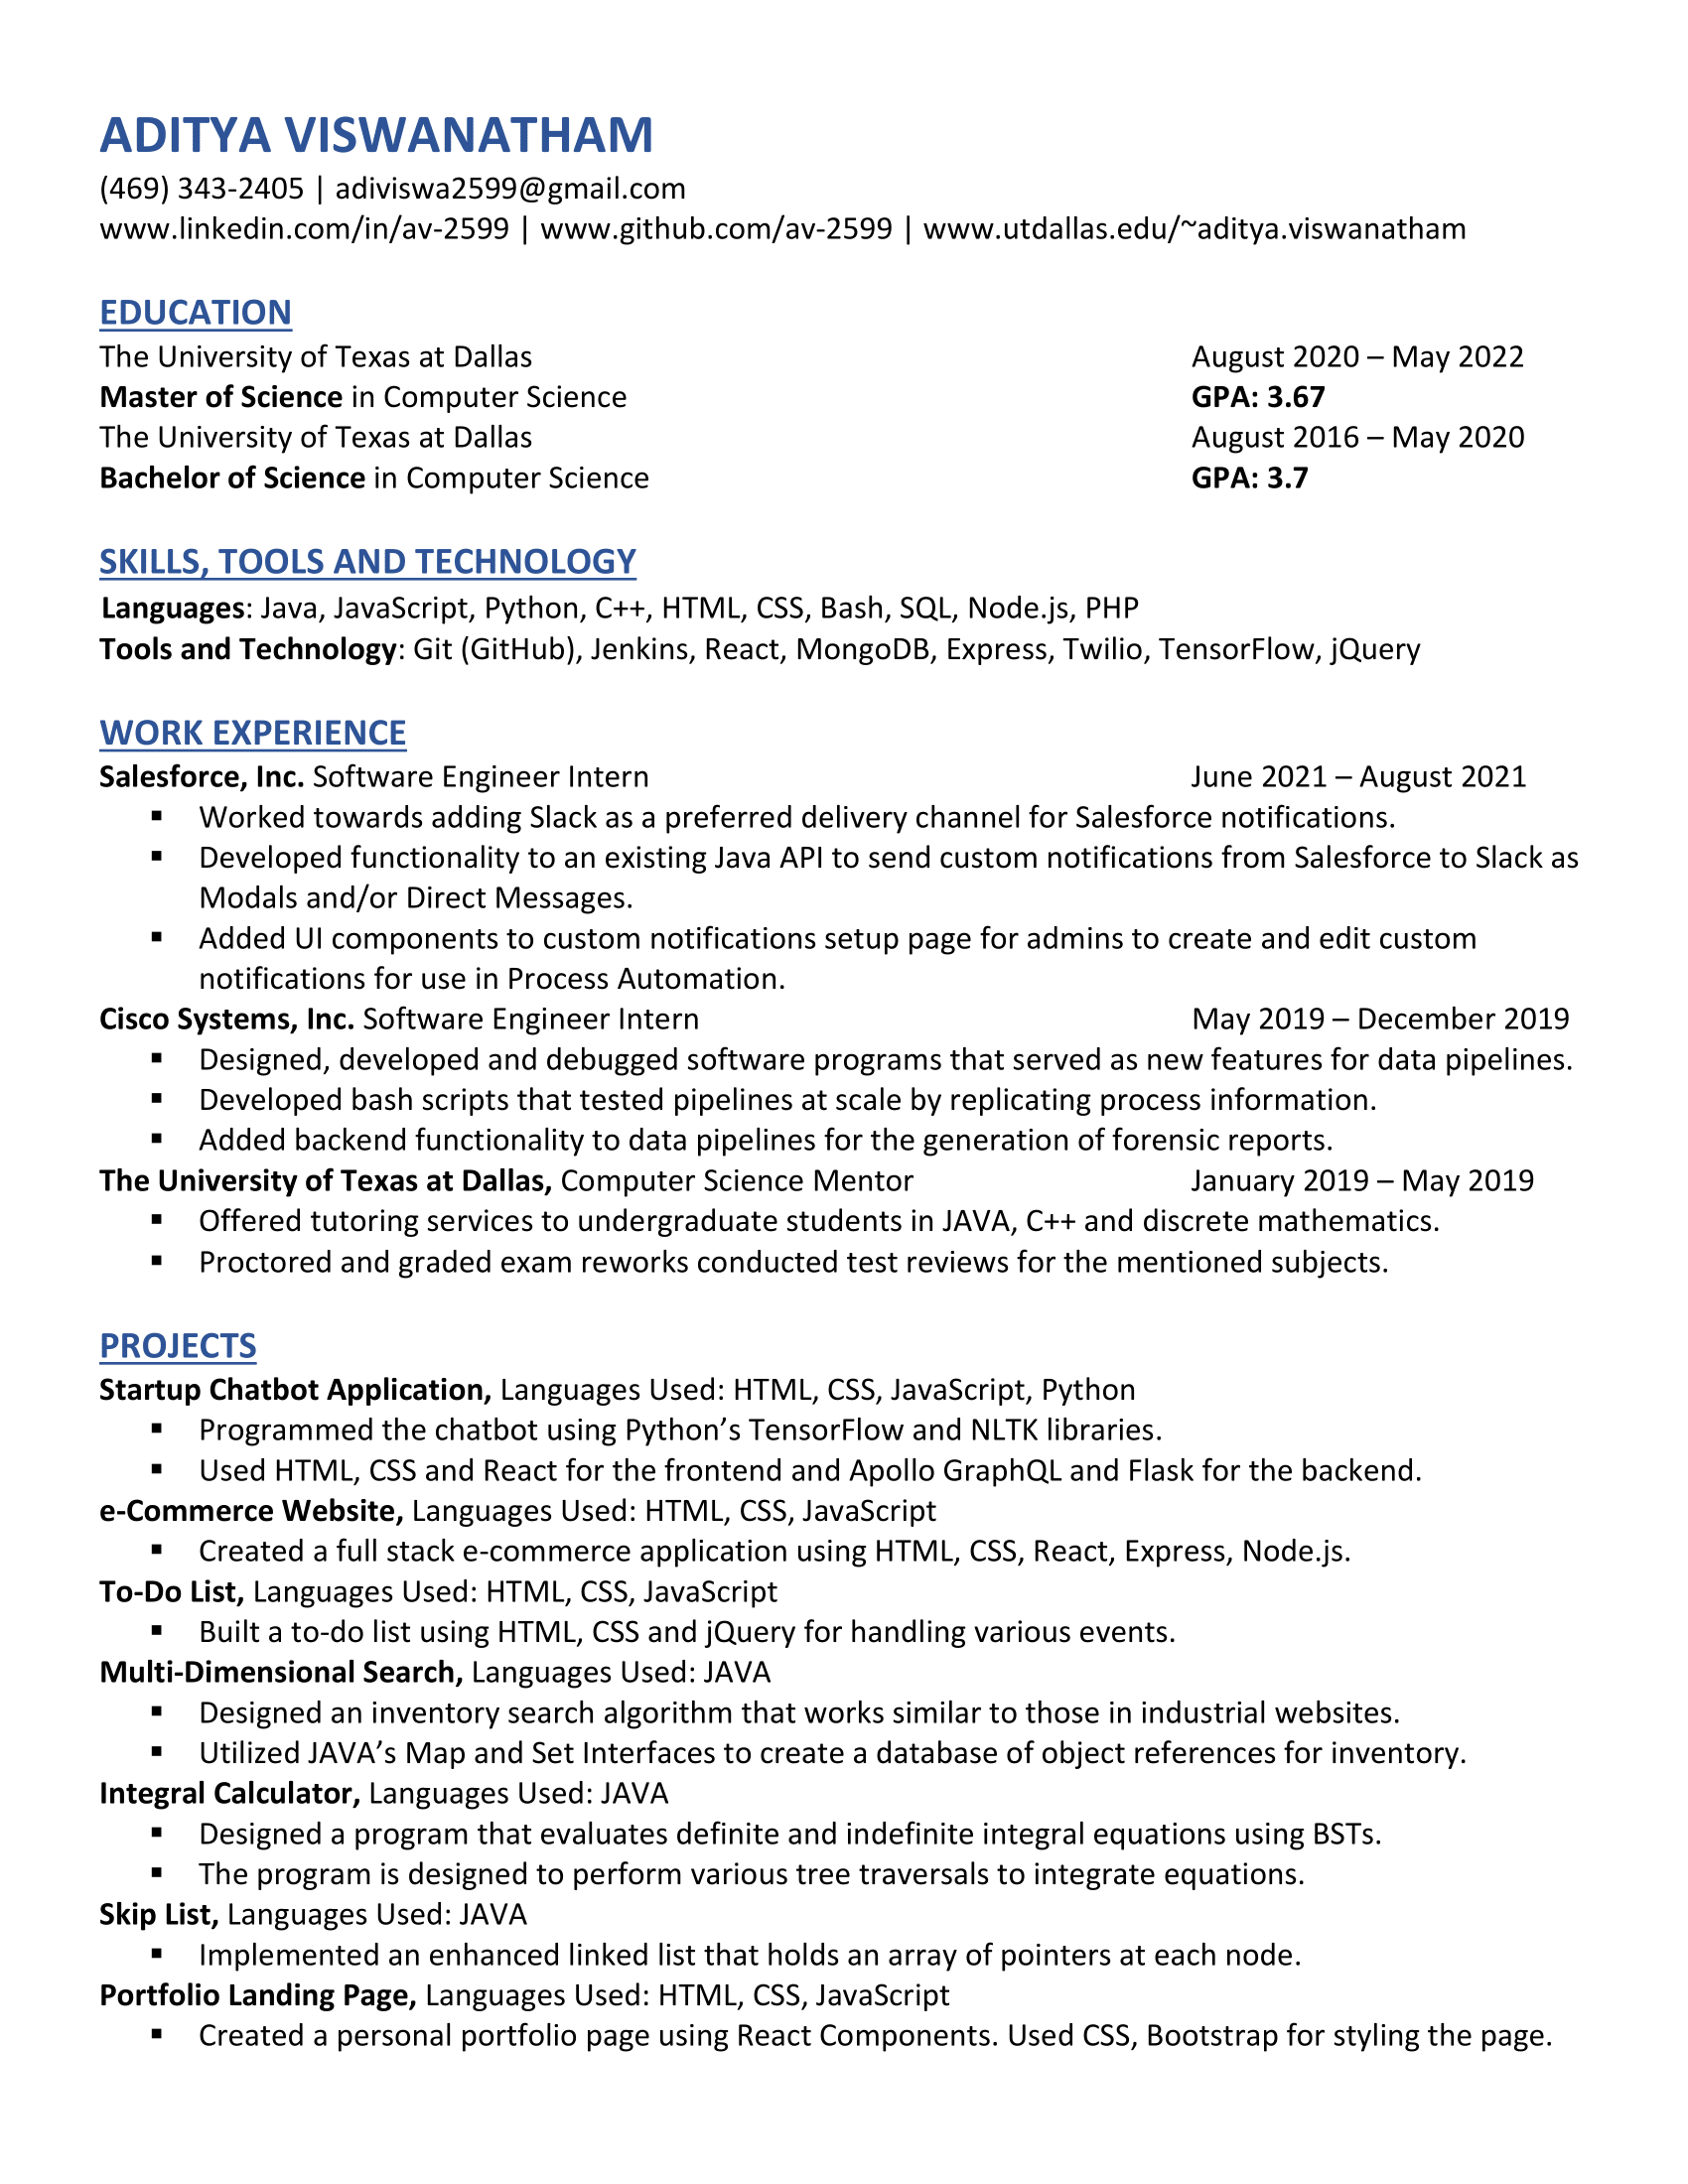 ADITYA VISWANATHAM
(469) 343-2405 | adiviswa2599@gmail.com
www.linkedin.com/in/av-2599 | www.github.com/av-2599 | www.utdallas.edu/~aditya.viswanatham
EDUCATION
The University of Texas at Dallas August 2020 – May 2022
Master of Science in Computer Science GPA: 3.67
The University of Texas at Dallas August 2016 – May 2020
Bachelor of Science in Computer Science GPA: 3.7
SKILLS, TOOLS AND TECHNOLOGY
Languages: Java, JavaScript, Python, C++, HTML, CSS, Bash, SQL, Node.js, PHP
Tools and Technology: Git (GitHub), Jenkins, React, MongoDB, Express, Twilio, TensorFlow, jQuery
WORK EXPERIENCE
Salesforce, Inc. Software Engineer Intern June 2021 – August 2021
▪ Worked towards adding Slack as a preferred delivery channel for Salesforce notifications.
▪ Developed functionality to an existing Java API to send custom notifications from Salesforce to Slack as
Modals and/or Direct Messages.
▪ Added UI components to custom notifications setup page for admins to create and edit custom
notifications for use in Process Automation.
Cisco Systems, Inc. Software Engineer Intern May 2019 – December 2019
▪ Designed, developed and debugged software programs that served as new features for data pipelines.
▪ Developed bash scripts that tested pipelines at scale by replicating process information.
▪ Added backend functionality to data pipelines for the generation of forensic reports.
The University of Texas at Dallas, Computer Science Mentor January 2019 – May 2019
▪ Offered tutoring services to undergraduate students in JAVA, C++ and discrete mathematics.
▪ Proctored and graded exam reworks conducted test reviews for the mentioned subjects.
PROJECTS
Startup Chatbot Application, Languages Used: HTML, CSS, JavaScript, Python
▪ Programmed the chatbot using Python’s TensorFlow and NLTK libraries.
▪ Used HTML, CSS and React for the frontend and Apollo GraphQL and Flask for the backend.
e-Commerce Website, Languages Used: HTML, CSS, JavaScript
▪ Created a full stack e-commerce application using HTML, CSS, React, Express, Node.js.
To-Do List, Languages Used: HTML, CSS, JavaScript
▪ Built a to-do list using HTML, CSS and jQuery for handling various events.
Multi-Dimensional Search, Languages Used: JAVA
▪ Designed an inventory search algorithm that works similar to those in industrial websites.
▪ Utilized JAVA’s Map and Set Interfaces to create a database of object references for inventory.
Integral Calculator, Languages Used: JAVA
▪ Designed a program that evaluates definite and indefinite integral equations using BSTs.
▪ The program is designed to perform various tree traversals to integrate equations.
Skip List, Languages Used: JAVA
▪ Implemented an enhanced linked list that holds an array of pointers at each node.
Portfolio Landing Page, Languages Used: HTML, CSS, JavaScript
▪ Created a personal portfolio page using React Components. Used CSS, Bootstrap for styling the page.